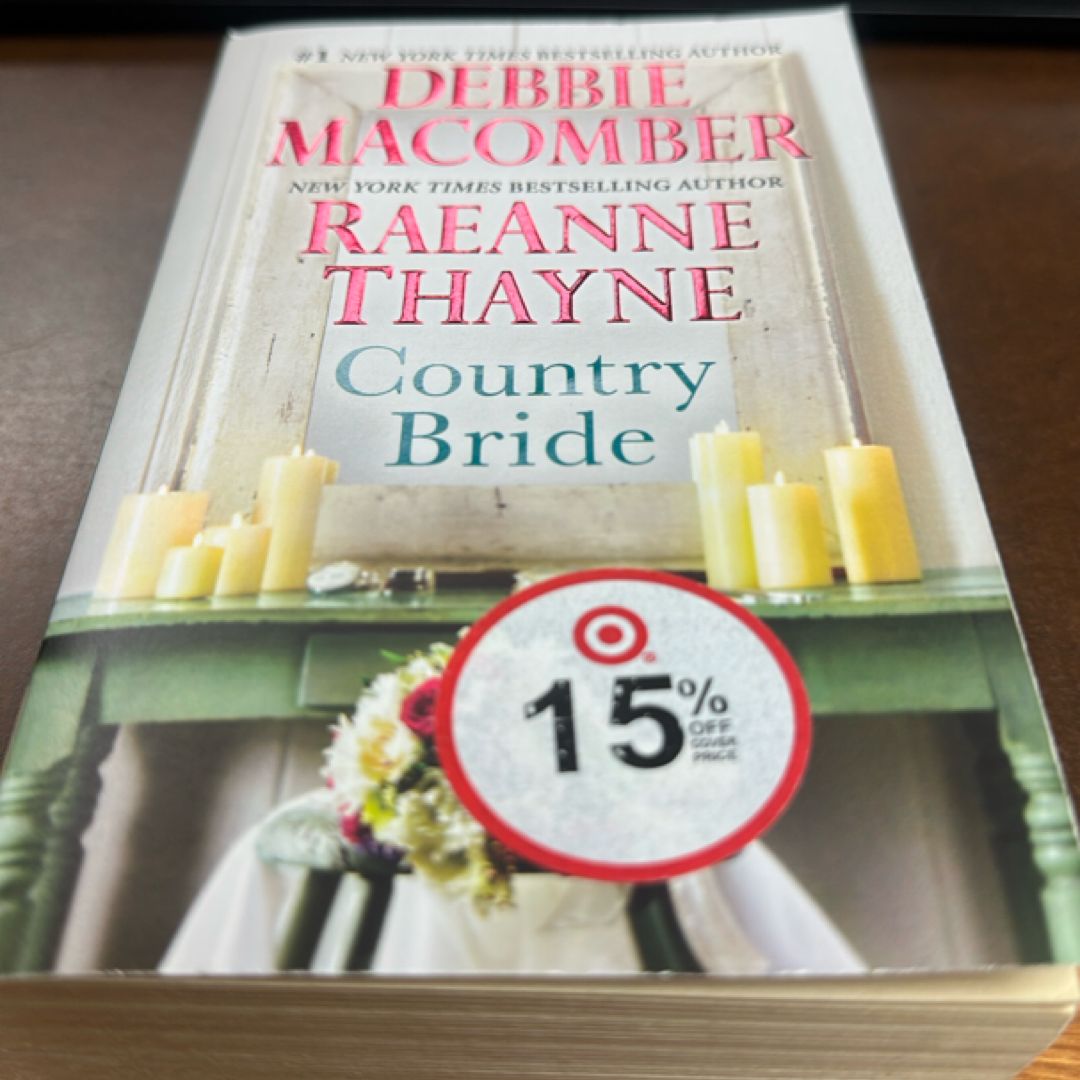 #1 NEW YORK TIMES BESTSELLING AUTHOR
DEBBIE
MACOMBER
NEW YORK TIMES BESTSELLING AUTHOR
RAEANNE
THAYNE
Country
Bride
15%
OFF
COVER
PRICE